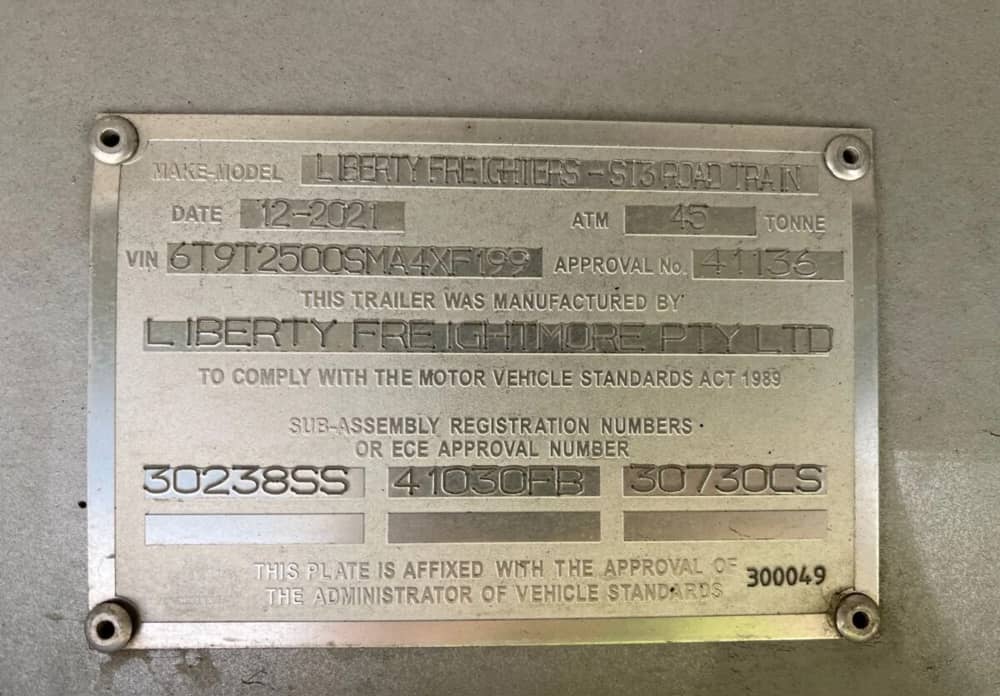 MAKE-MODEL LIBERTY FREIGHTERS - ST3 ROAD TRAIN
DATE 12-2021 ATM 45 TONNE
VIN 6T9T2500SMA4XF199 APPROVAL No. 41136
THIS TRAILER WAS MANUFACTURED BY
LIBERTY FREIGHTMORE PTY LTD
TO COMPLY WITH THE MOTOR VEHICLE STANDARDS ACT 1989
SUB-ASSEMBLY REGISTRATION NUMBERS
OR ECE APPROVAL NUMBER
30238SS 41030FB 30730CS
THIS PLATE IS AFFIXED WITH THE APPROVAL OF 300049
THE ADMINISTRATOR OF VEHICLE STANDARDS